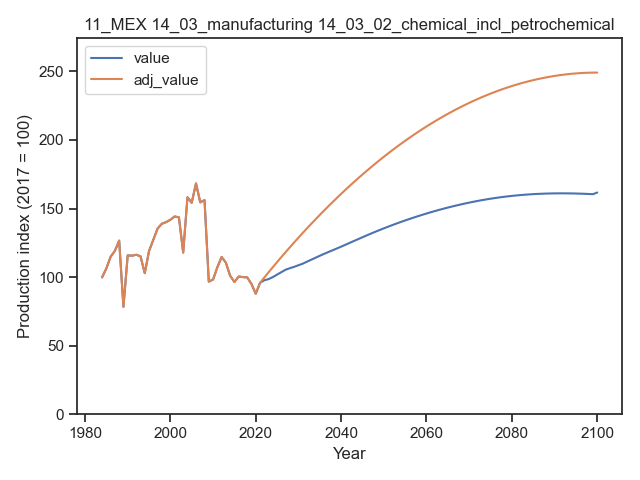 11_MEX 14_03_manufacturing 14_03_02_chemical_incl_petrochemical
value
adj_value
Production index (2017 = 100)
250
200
150
100
50
0
1980 2000 2020 2040 2060 2080 2100
Year